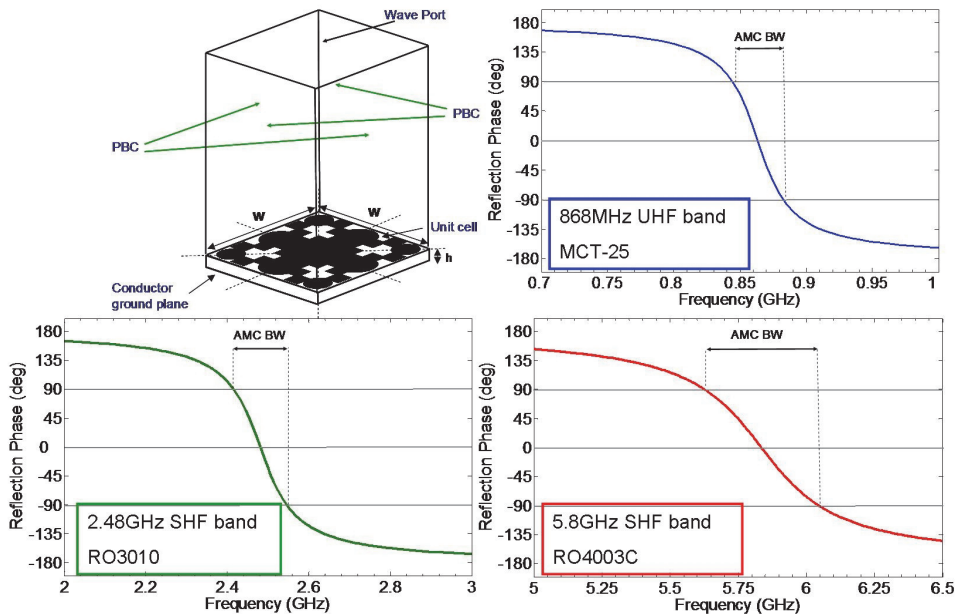 Wave Port
PBC
PBC
W
W
Unit cell
h
Conductor
ground plane
Reflection Phase (deg)
180
135
90
45
0
-45
-90
-135
-180
AMC BW
868MHz UHF band
MCT-25
0.7
0.75
0.8
0.85
0.9
0.95
1
Frequency (GHz)
Reflection Phase (deg)
180
135
90
45
0
-45
-90
-135
-180
AMC BW
2.48GHz SHF band
RO3010
2
2.2
2.4
2.6
2.8
3
Frequency (GHz)
Reflection Phase (deg)
180
135
90
45
0
-45
-90
-135
-180
AMC BW
5.8GHz SHF band
RO4003C
5
5.25
5.5
5.75
6
6.25
6.5
Frequency (GHz)